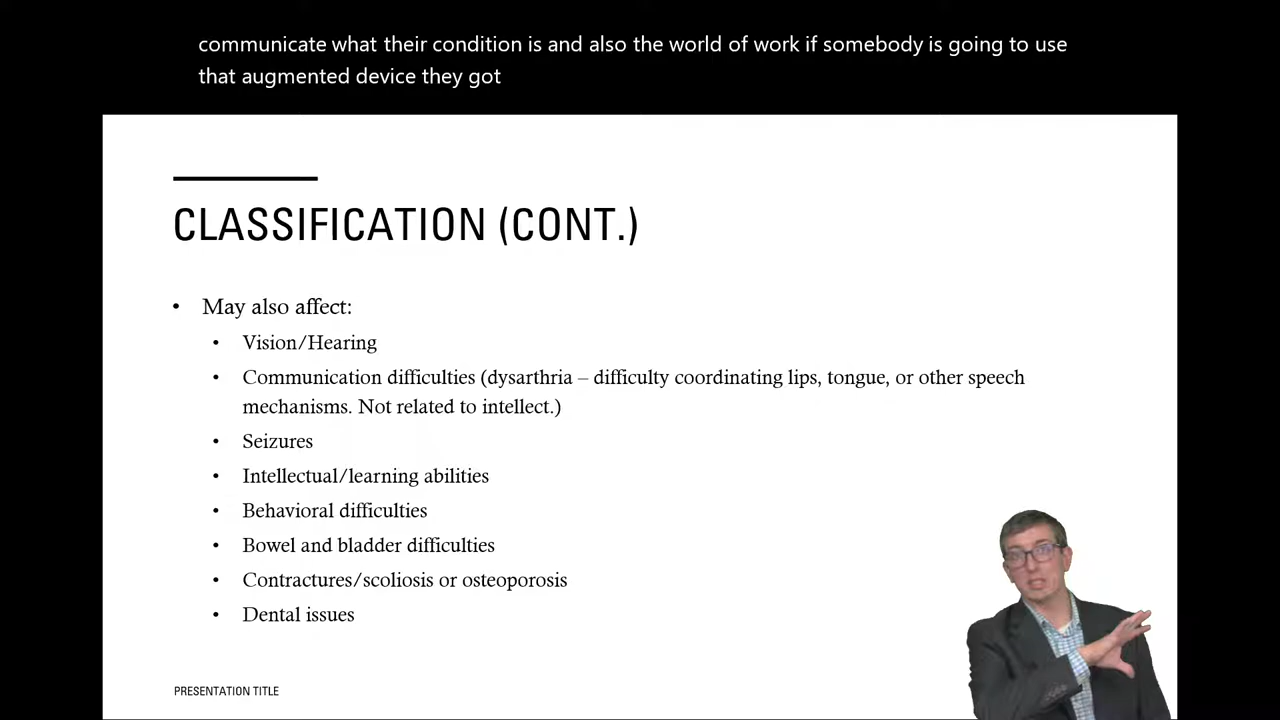 communicate what their condition is and also the world of work if somebody is going to use
that augmented device they got
CLASSIFICATION (CONT.)
• May also affect:
• Vision/Hearing
• Communication difficulties (dysarthria – difficulty coordinating lips, tongue, or other speech
mechanisms. Not related to intellect.)
• Seizures
• Intellectual/learning abilities
• Behavioral difficulties
• Bowel and bladder difficulties
• Contractures/scoliosis or osteoporosis
• Dental issues
PRESENTATION TITLE